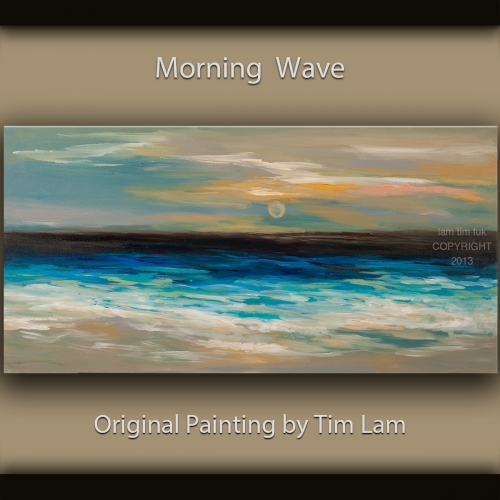 Morning Wave
lam tim fuk
COPYRIGHT
2013
Original Painting by Tim Lam